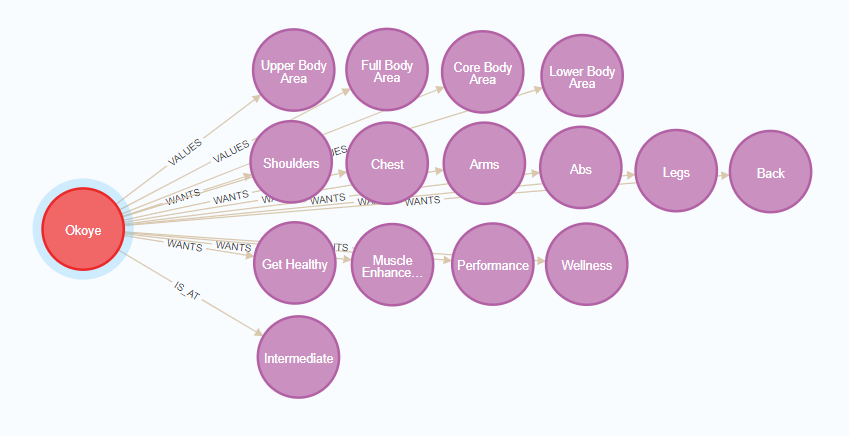 Upper Body
Area
Full Body
Area
Core Body
Area
Lower Body
Area
VALUES
VALUES
Shoulders
Chest
Arms
Abs
Legs
Back
WANTS
WANTS
WANTS
WANTS
Okoye
WANTS
WANTS
Get Healthy
Muscle
Enhance...
Performance
Wellness
IS_AT
Intermediate